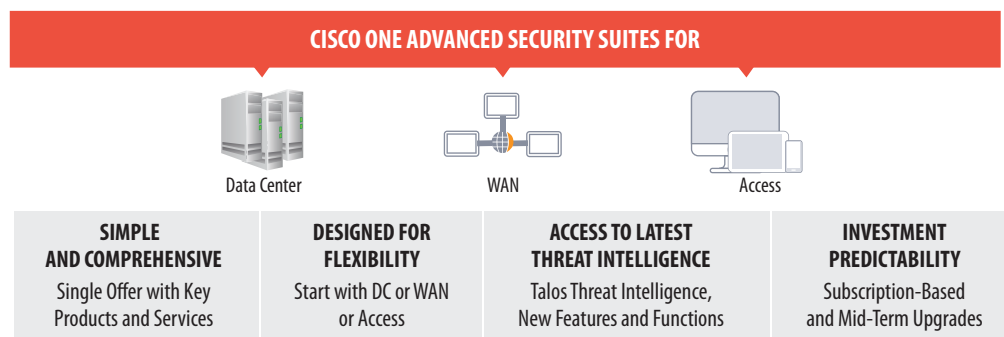 CISCO ONE ADVANCED SECURITY SUITES FOR
Data Center
WAN
Access
SIMPLE
AND COMPREHENSIVE
Single Offer with Key
Products and Services
DESIGNED FOR
FLEXIBILITY
Start with DC or WAN
or Access
ACCESS TO LATEST
THREAT INTELLIGENCE
Talos Threat Intelligence,
New Features and Functions
INVESTMENT
PREDICTABILITY
Subscription-Based
and Mid-Term Upgrades